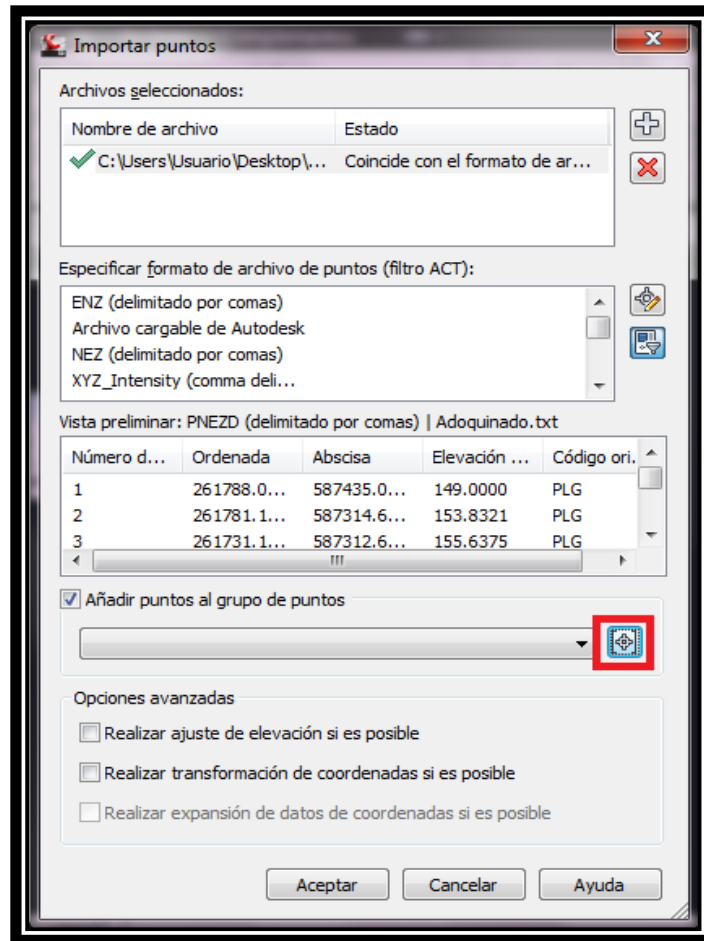 Importar puntos
Archivos seleccionados:
Nombre de archivo Estado
C:\Users\Usuario\Desktop\... Coincide con el formato de ar...
Especificar formato de archivo de puntos (filtro ACT):
ENZ (delimitado por comas)
Archivo cargable de Autodesk
NEZ (delimitado por comas)
XYZ_Intensity (comma deli...
Vista preliminar: PNEZD (delimitado por comas) | Adoquinado.txt
Número d... Ordenada Abscisa Elevación ... Código ori.
1 261788.0... 587435.0... 149.0000 PLG
2 261781.1... 587314.6... 153.8321 PLG
3 261731.1... 587312.6... 155.6375 PLG
Añadir puntos al grupo de puntos
Opciones avanzadas
Realizar ajuste de elevación si es posible
Realizar transformación de coordenadas si es posible
Realizar expansión de datos de coordenadas si es posible
Aceptar Cancelar Ayuda